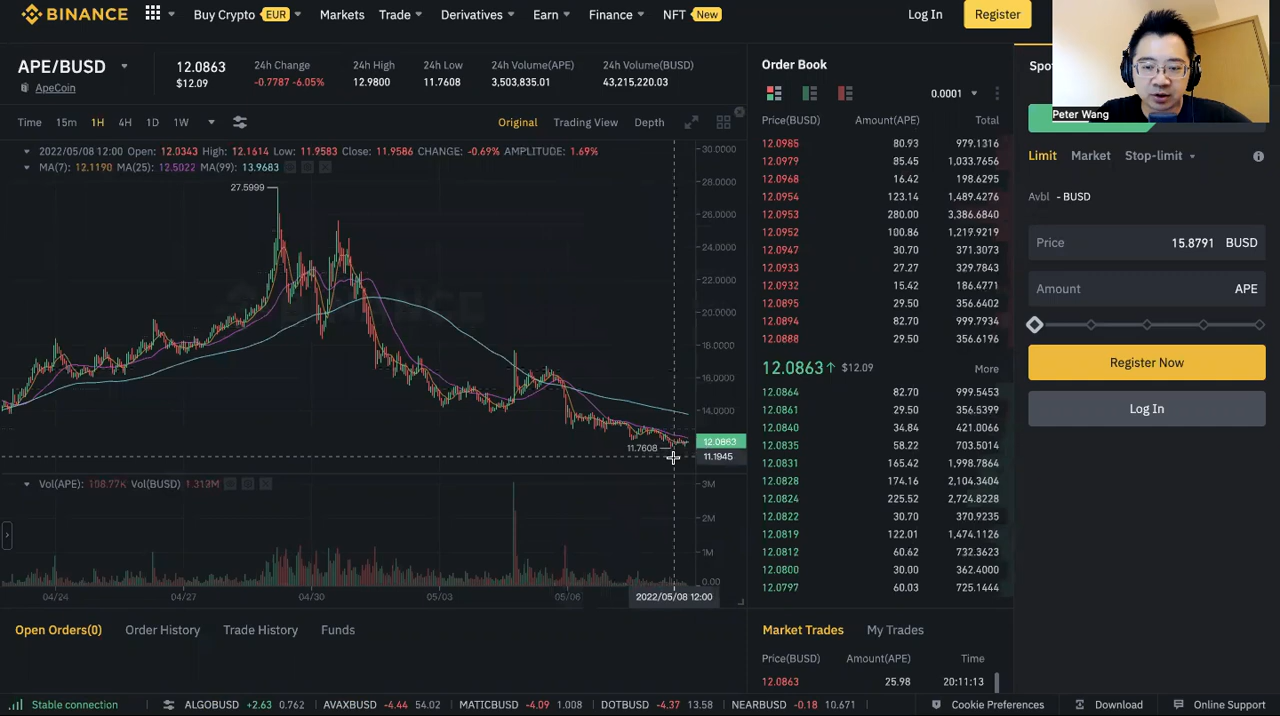 BINANCE
Buy Crypto EUR Markets Trade Derivatives Earn Finance NFT New Log In Register
APE/BUSD
ApeCoin
12.0863
$12.09
24h Change
-0.7787 -6.05%
24h High
12.9800
24h Low
11.7608
24h Volume(APE)
3,503,835.01
24h Volume(BUSD)
43,215,220.03
Time 15m 1H 4H 1D 1W Original Trading View Depth
2022/05/08 12:00 Open: 12.0343 High: 12.1614 Low: 11.9583 Close: 11.9586 CHANGE: -0.69% AMPLITUDE: 1.69%
MA(7): 12.1190 MA(25): 12.5022 MA(99): 13.9683
27.5999
11.7608
BINANCE
30.0000
28.0000
26.0000
24.0000
22.0000
20.0000
18.0000
16.0000
14.0000
12.0863
11.1945
Vol(APE): 108.77K Vol(BUSD) 1.313M
3M
2M
1M
0.00
04/24 04/27 04/30 05/03 05/06 2022/05/08 12:00
Open Orders(0) Order History Trade History Funds
Order Book
0.0001
Price(BUSD) Amount(APE) Total
12.0985 80.93 979.1316
12.0979 85.45 1,033.7656
12.0968 16.42 198.6295
12.0954 123.14 1,489.4276
12.0953 280.00 3,386.6840
12.0952 100.86 1,219.9219
12.0947 30.70 371.3073
12.0933 27.27 329.7843
12.0932 15.42 186.4771
12.0895 29.50 356.6402
12.0894 82.70 999.7934
12.0888 29.50 356.6196
12.0863↑ $12.09 More
12.0864 82.70 999.5453
12.0861 29.50 356.5399
12.0840 34.84 421.0066
12.0835 58.22 703.5014
12.0831 165.42 1,998.7864
12.0828 174.16 2,104.3404
12.0824 225.52 2,724.8228
12.0822 30.70 370.9235
12.0819 122.01 1,474.1126
12.0812 60.62 732.3623
12.0800 30.00 362.4000
12.0797 60.03 725.1444
Market Trades My Trades
Price(BUSD) Amount(APE) Time
12.0863 25.98 20:11:13
Peter Wang
Limit Market Stop-limit
Avbl - BUSD
Price 15.8791 BUSD
Amount APE
Register Now
Log In
Stable connection ALGOBUSD +2.63 0.762 AVAXBUSD -4.44 54.02 MATICBUSD -4.09 1.008 DOTBUSD -4.37 13.58 NEARBUSD -0.18 10.671 Cookie Preferences Download Online Support